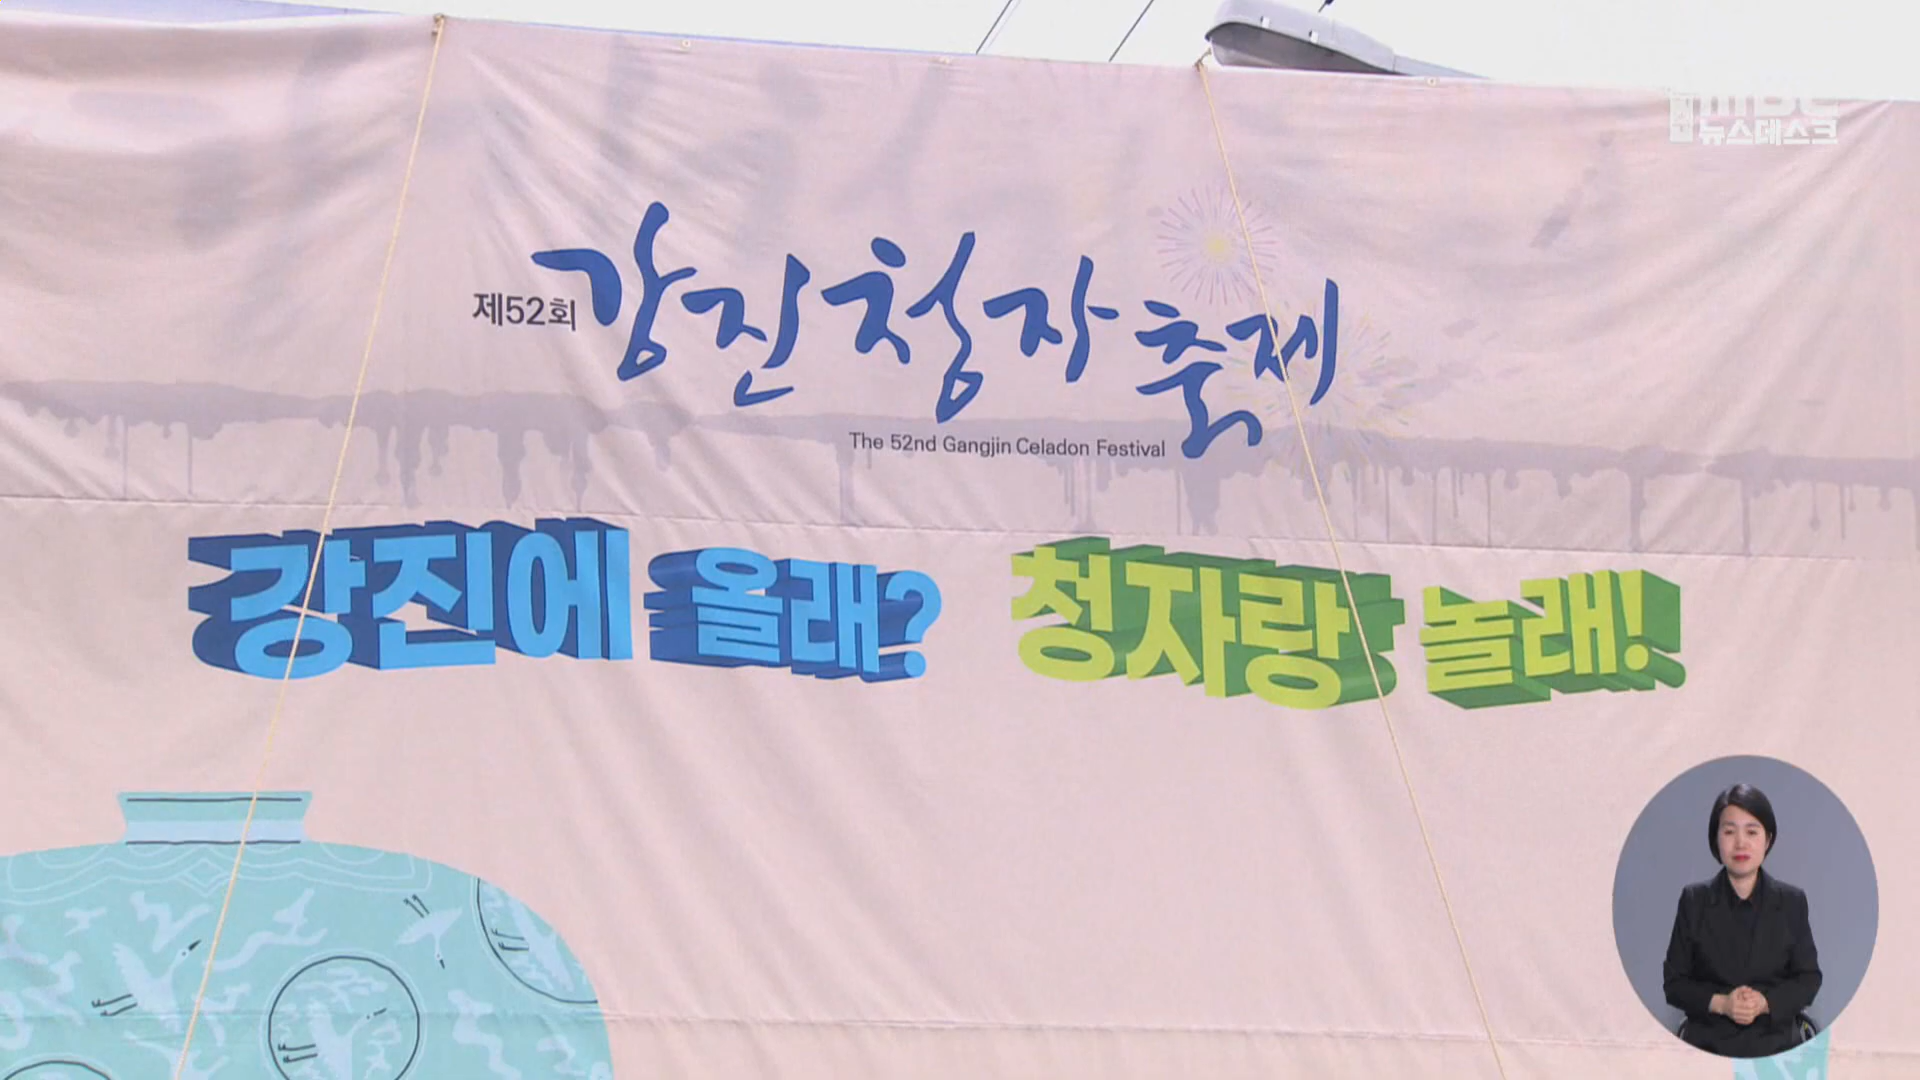 MBC
뉴스데스크
제52회 강진청자축제
The 52nd Gangjin Celadon Festival
강진에 올래? 청자랑 놀래!